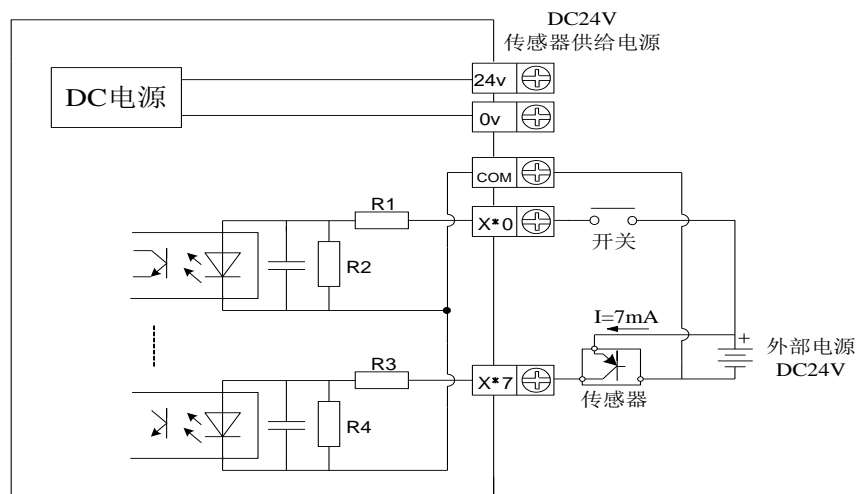 DC24V
传感器供给电源
DC电源
24v
0v
COM
R1
X*0
开关
R2
I=7mA
+
R3
X*7
外部电源
DC24V
传感器
R4